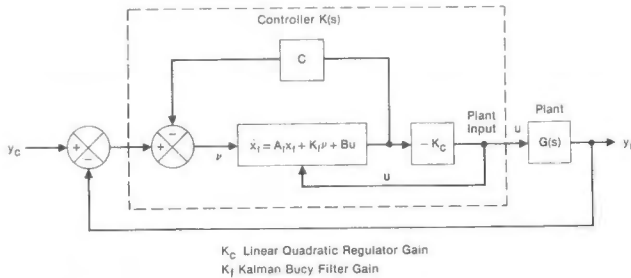 Controller K(s)
C
Plant
Input
Plant
y_c
+
−
+
−
ν
ẋ_f = A_f x_f + K_f ν + Bu
− K_c
u
G(s)
u
K_c Linear Quadratic Regulator Gain
K_f Kalman Bucy Filter Gain